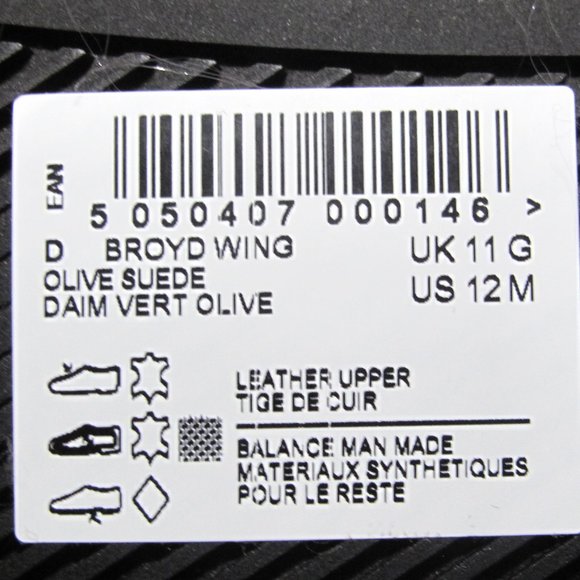 EAN
5 050407 000146 >
D BROYD WING UK 11 G
OLIVE SUEDE US 12 M
DAIM VERT OLIVE
LEATHER UPPER
TIGE DE CUIR
BALANCE MAN MADE
MATERIAUX SYNTHETIQUES
POUR LE RESTE